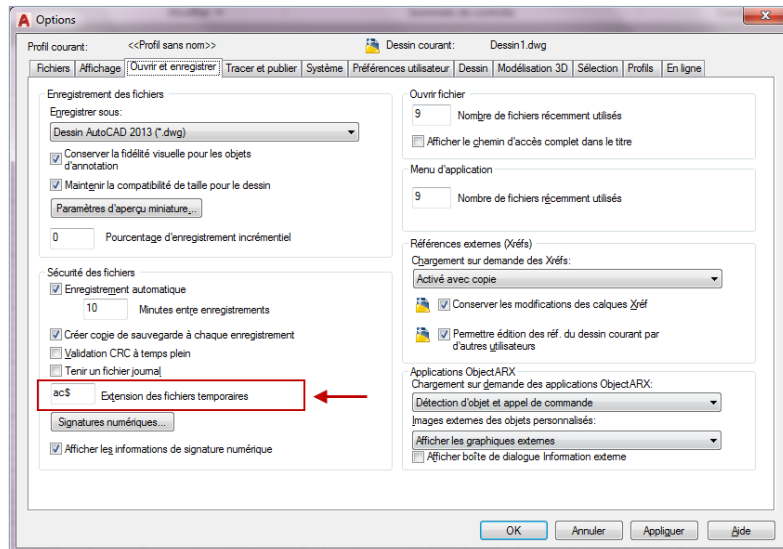 Options
Profil courant: <<Profil sans nom>> Dessin courant: Dessin1.dwg
Fichiers Affichage Ouvrir et enregistrer Tracer et publier Système Préférences utilisateur Dessin Modélisation 3D Sélection Profils En ligne
Enregistrement des fichiers
Enregistrer sous:
Dessin AutoCAD 2013 (*.dwg)
Conserver la fidélité visuelle pour les objets
d'annotation
Maintenir la compatibilité de taille pour le dessin
Paramètres d'aperçu miniature...
0 Pourcentage d'enregistrement incrémentiel
Sécurité des fichiers
Enregistrement automatique
10 Minutes entre enregistrements
Créer copie de sauvegarde à chaque enregistrement
Validation CRC à temps plein
Tenir un fichier journal
ac$ Extension des fichiers temporaires
Signatures numériques...
Afficher les informations de signature numérique
Ouvrir fichier
9 Nombre de fichiers récemment utilisés
Afficher le chemin d'accès complet dans le titre
Menu d'application
9 Nombre de fichiers récemment utilisés
Références externes (Xréfs)
Chargement sur demande des Xréfs:
Activé avec copie
Conserver les modifications des calques Xréf
Permettre édition des réf. du dessin courant par
d'autres utilisateurs
Applications ObjectARX
Chargement sur demande des applications ObjectARX:
Détection d'objet et appel de commande
Images externes des objets personnalisés:
Afficher les graphiques externes
Afficher boîte de dialogue Information externe
OK Annuler Appliquer Aide